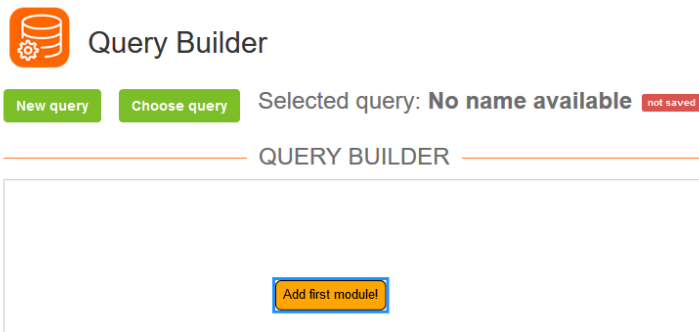 Query Builder
New query
Choose query
Selected query: No name available not saved
QUERY BUILDER
Add first module!